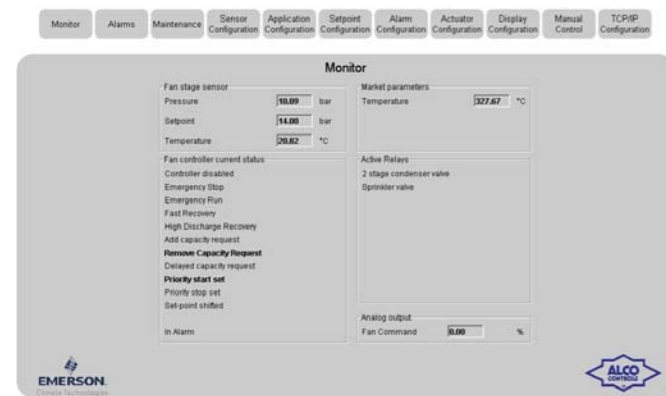 Monitor
Alarms
Maintenance
Sensor
Configuration
Application
Configuration
Setpoint
Configuration
Alarm
Configuration
Actuator
Configuration
Display
Configuration
Manual
Control
TCP/IP
Configuration
Monitor
Fan stage sensor
Pressure 10.09 bar
Setpoint 14.00 bar
Temperature 20.82 °C
Market parameters
Temperature 327.67 °C
Fan controller current status
Controller disabled
Emergency Stop
Emergency Run
Fast Recovery
High Discharge Recovery
Add capacity request
Remove Capacity Request
Delayed capacity request
Priority start set
Priority stop set
Set-point shifted
In Alarm
Active Relays
2 stage condenser valve
Sprinkler valve
Analog output
Fan Command 0.00 %
EMERSON.
Climate Technologies
ALCO
CONTROLS